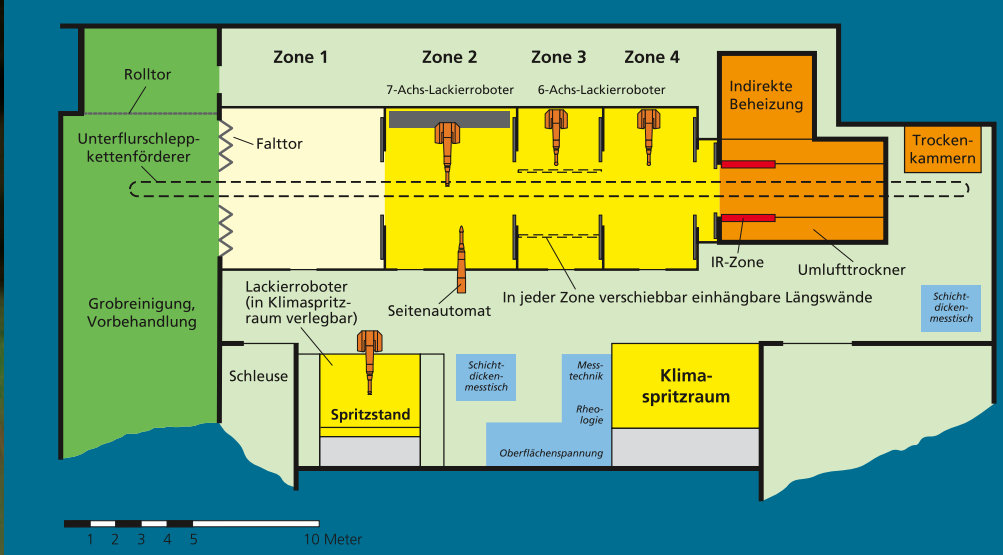 Zone 1
Zone 2
Zone 3
Zone 4
7-Achs-Lackierroboter
6-Achs-Lackierroboter
Rolltor
Indirekte
Beheizung
Unterflurschlepp-
kettenförderer
Falttor
Trocken-
kammern
IR-Zone
Umlufttrockner
Grobreinigung,
Vorbehandlung
Lackierroboter
(in Klimaspritz-
raum verlegbar)
Seitenautomat
In jeder Zone verschiebbar einhängbare Längswände
Schicht-
dicken-
messtisch
Schleuse
Spritzstand
Schicht-
dicken-
messtisch
Mess-
technik
Rheo-
logie
Oberflächenspannung
Klima-
spritzraum
1 2 3 4 5 10 Meter